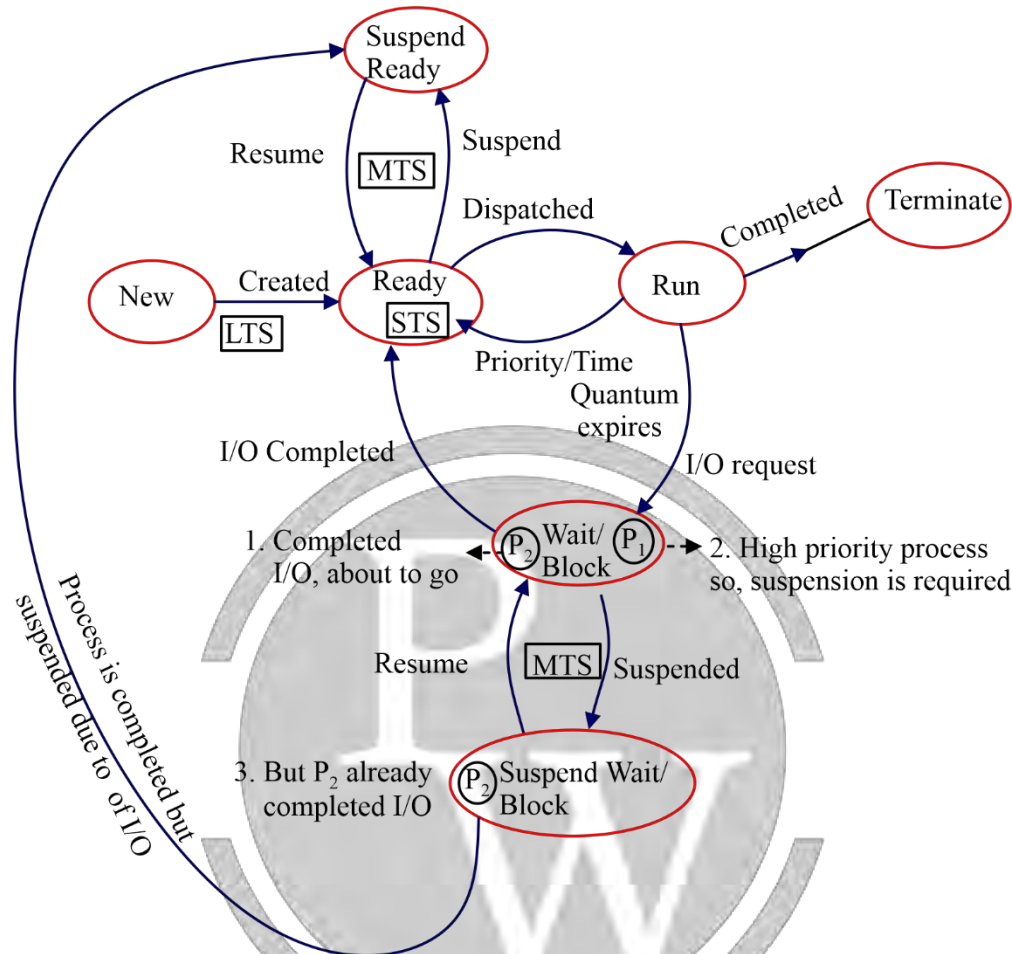 Suspend
Ready
Resume
MTS
Suspend
Dispatched
Completed
Terminate
New
Created
LTS
Ready
STS
Run
Priority/Time
Quantum
expires
I/O Completed
I/O request
1. Completed
I/O, about to go
P₂
Wait/
Block
P₁
2. High priority process
so, suspension is required
Resume
MTS
Suspended
3. But P₂ already
completed I/O
P₂
Suspend Wait/
Block
Process is completed but
suspended due to of I/O
P
W